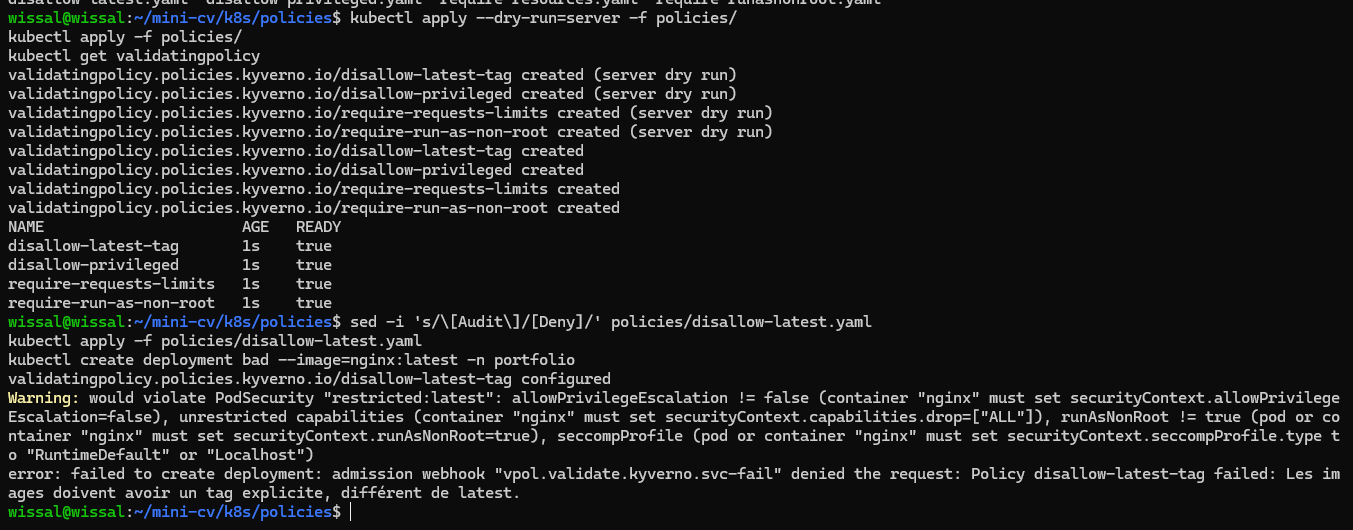 disallow-latest.yaml  disallow-privileged.yaml  require-resources.yaml  require-runasnonroot.yaml
wissal@wissal:~/mini-cv/k8s/policies$ kubectl apply --dry-run=server -f policies/
kubectl apply -f policies/
kubectl get validatingpolicy
validatingpolicy.policies.kyverno.io/disallow-latest-tag created (server dry run)
validatingpolicy.policies.kyverno.io/disallow-privileged created (server dry run)
validatingpolicy.policies.kyverno.io/require-requests-limits created (server dry run)
validatingpolicy.policies.kyverno.io/require-run-as-non-root created (server dry run)
validatingpolicy.policies.kyverno.io/disallow-latest-tag created
validatingpolicy.policies.kyverno.io/disallow-privileged created
validatingpolicy.policies.kyverno.io/require-requests-limits created
validatingpolicy.policies.kyverno.io/require-run-as-non-root created
NAME                      AGE   READY
disallow-latest-tag       1s    true
disallow-privileged       1s    true
require-requests-limits   1s    true
require-run-as-non-root   1s    true
wissal@wissal:~/mini-cv/k8s/policies$ sed -i 's/\[Audit\]/[Deny]/' policies/disallow-latest.yaml
kubectl apply -f policies/disallow-latest.yaml
kubectl create deployment bad --image=nginx:latest -n portfolio
validatingpolicy.policies.kyverno.io/disallow-latest-tag configured
Warning: would violate PodSecurity "restricted:latest": allowPrivilegeEscalation != false (container "nginx" must set securityContext.allowPrivilege
Escalation=false), unrestricted capabilities (container "nginx" must set securityContext.capabilities.drop=["ALL"]), runAsNonRoot != true (pod or co
ntainer "nginx" must set securityContext.runAsNonRoot=true), seccompProfile (pod or container "nginx" must set securityContext.seccompProfile.type t
o "RuntimeDefault" or "Localhost")
error: failed to create deployment: admission webhook "vpol.validate.kyverno.svc-fail" denied the request: Policy disallow-latest-tag failed: Les im
ages doivent avoir un tag explicite, différent de latest.
wissal@wissal:~/mini-cv/k8s/policies$